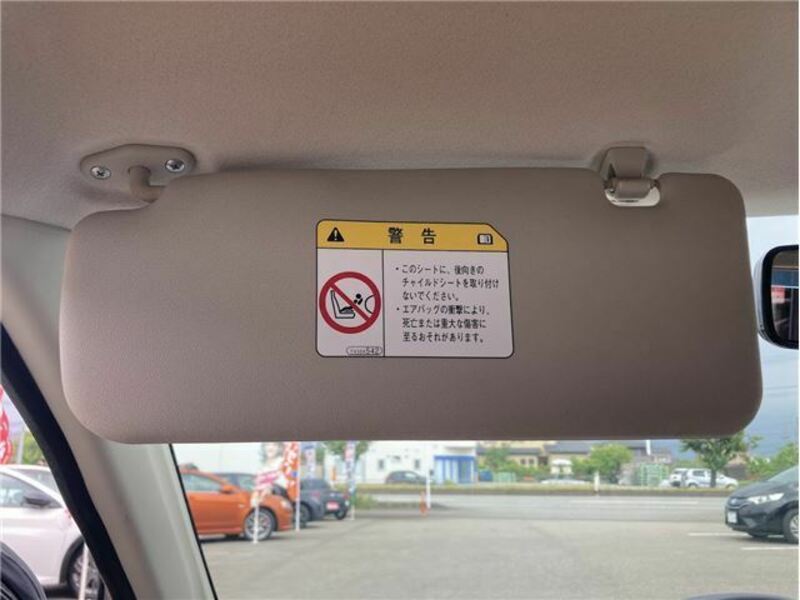 警告
・このシートに、後向きの
チャイルドシートを取り付け
ないでください。
・エアバッグの衝撃により、
死亡または重大な傷害に
至るおそれがあります。